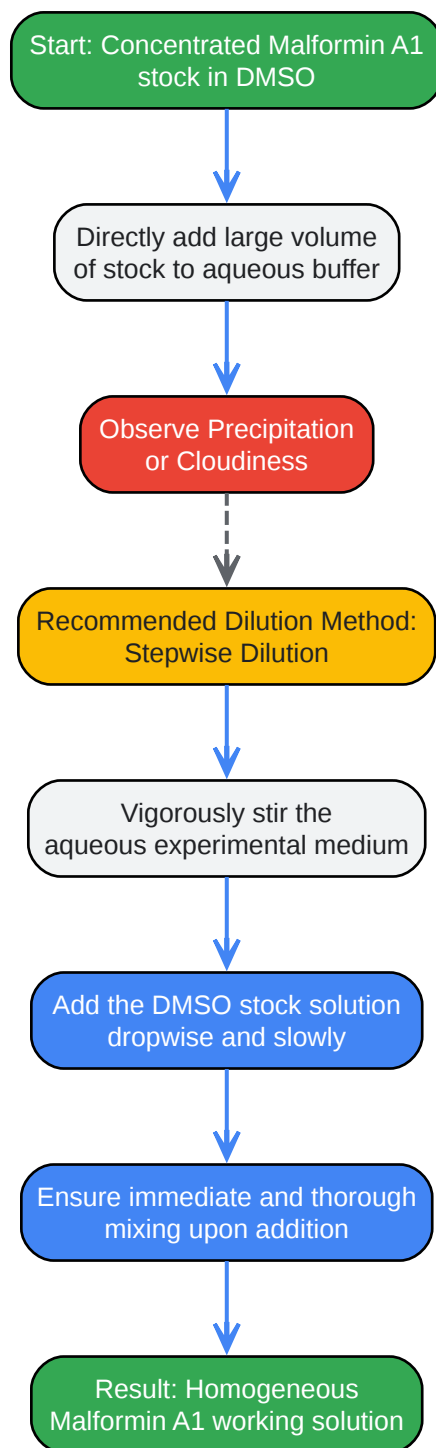 Start: Concentrated Malformin A1
stock in DMSO
Directly add large volume
of stock to aqueous buffer
Observe Precipitation
or Cloudiness
Recommended Dilution Method:
Stepwise Dilution
Vigorously stir the
aqueous experimental medium
Add the DMSO stock solution
dropwise and slowly
Ensure immediate and thorough
mixing upon addition
Result: Homogeneous
Malformin A1 working solution